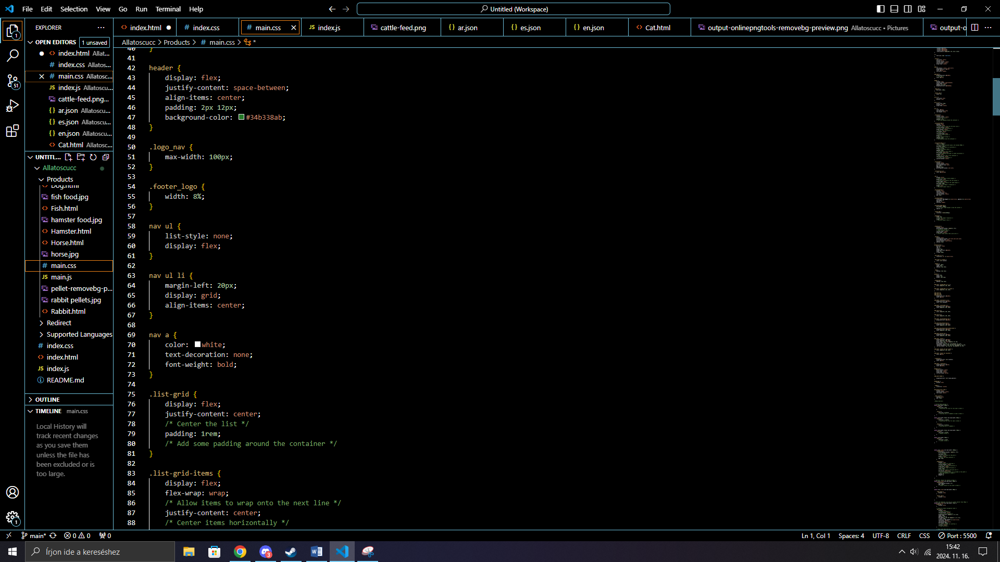 File Edit Selection View Go Run Terminal Help
Untitled (Workspace)
EXPLORER
OPEN EDITORS 1 unsaved
index.html Allat...
index.css Allatos...
main.css Allatosc...
index.js Allatoscu...
cattle-feed.png...
ar.json Allatoscu...
es.json Allatoscu...
en.json Allatoscu...
Cat.html Allatosc...
UNTITL...
Allatoscucc
Products
Dog.html
fish food.jpg
Fish.html
hamster food.jpg
Hamster.html
Horse.html
horse.jpg
main.css
main.js
pellet-removebg-p...
rabbit pellets.jpg
Rabbit.html
Redirect
Supported Languages
index.css
index.html
index.js
README.md
OUTLINE
TIMELINE main.css
Local History will
track recent changes
as you save them
unless the file has
been excluded or is
too large.
index.html
index.css
main.css
index.js
cattle-feed.png
ar.json
es.json
en.json
Cat.html
output-onlinepngtools-removebg-preview.png Allatoscucc • Pictures
output-o
Allatoscucc > Products > # main.css > *
40 }
41
42 header {
43 display: flex;
44 justify-content: space-between;
45 align-items: center;
46 padding: 2px 12px;
47 background-color: #34b338ab;
48 }
49
50 .logo_nav {
51 max-width: 100px;
52 }
53
54 .footer_logo {
55 width: 8%;
56 }
57
58 nav ul {
59 list-style: none;
60 display: flex;
61 }
62
63 nav ul li {
64 margin-left: 20px;
65 display: grid;
66 align-items: center;
67 }
68
69 nav a {
70 color: white;
71 text-decoration: none;
72 font-weight: bold;
73 }
74
75 .list-grid {
76 display: flex;
77 justify-content: center;
78 /* Center the list */
79 padding: 1rem;
80 /* Add some padding around the container */
81 }
82
83 .list-grid-items {
84 display: flex;
85 flex-wrap: wrap;
86 /* Allow items to wrap onto the next line */
87 justify-content: center;
88 /* Center items horizontally */
main* 0 0 0
Ln 1, Col 1 Spaces: 4 UTF-8 CRLF CSS Port : 5500
Írjon ide a kereséshez
15:42
2024. 11. 16.